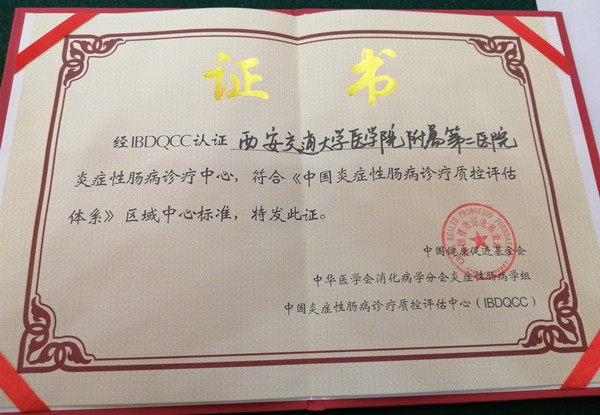 证书
经IBDQCC认证 西安交通大学医学院附属第二医院
炎症性肠病诊疗中心，符合《中国炎症性肠病诊疗质控评估
体系》区域中心标准，特发此证。
中国健康促进基金会
中华医学会消化病学分会炎症性肠病学组
中国炎症性肠病诊疗质控评估中心（IBDQCC）